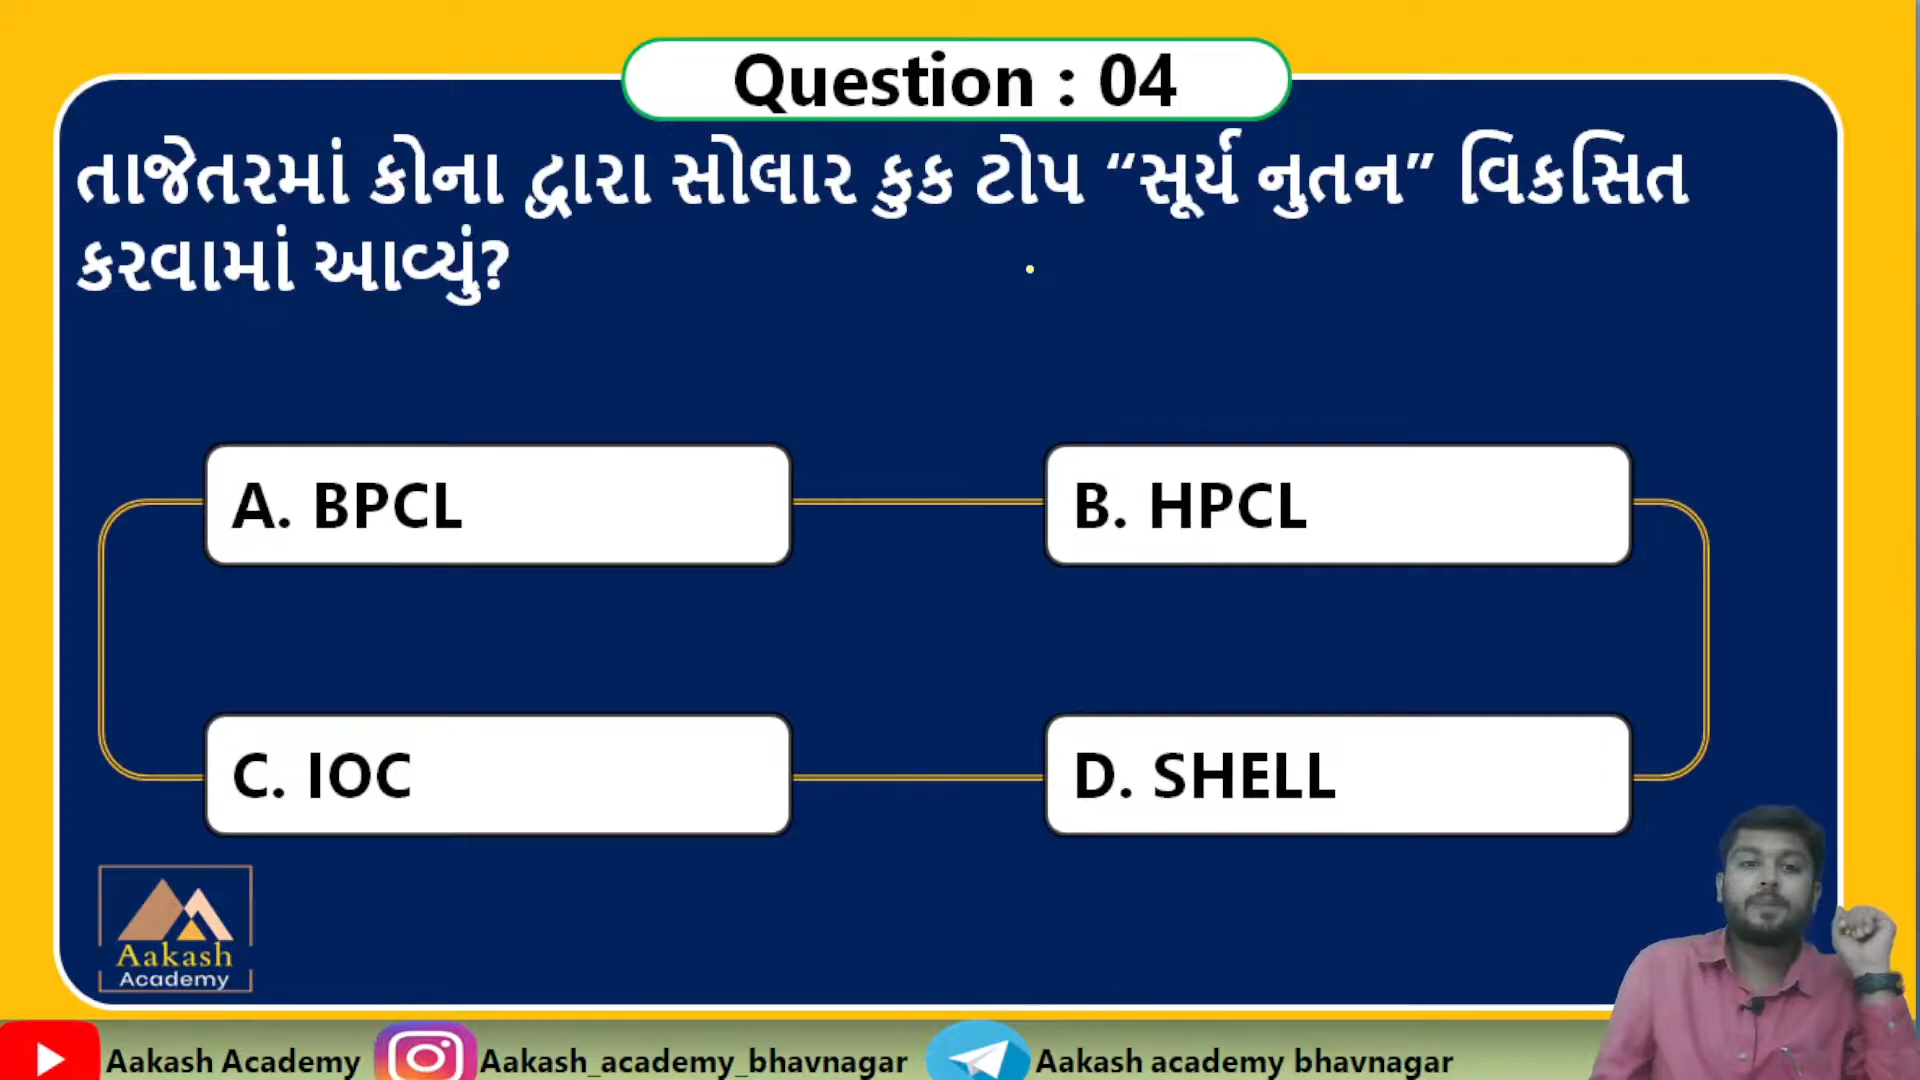 Question : 04
તાજેતરમાં કોના દ્વારા સોલાર કુક ટોપ “સૂર્ય નુતન” વિકસિત
કરવામાં આવ્યું?
A. BPCL
B. HPCL
C. IOC
D. SHELL
Aakash
Academy
Aakash Academy
Aakash_academy_bhavnagar
Aakash academy bhavnagar